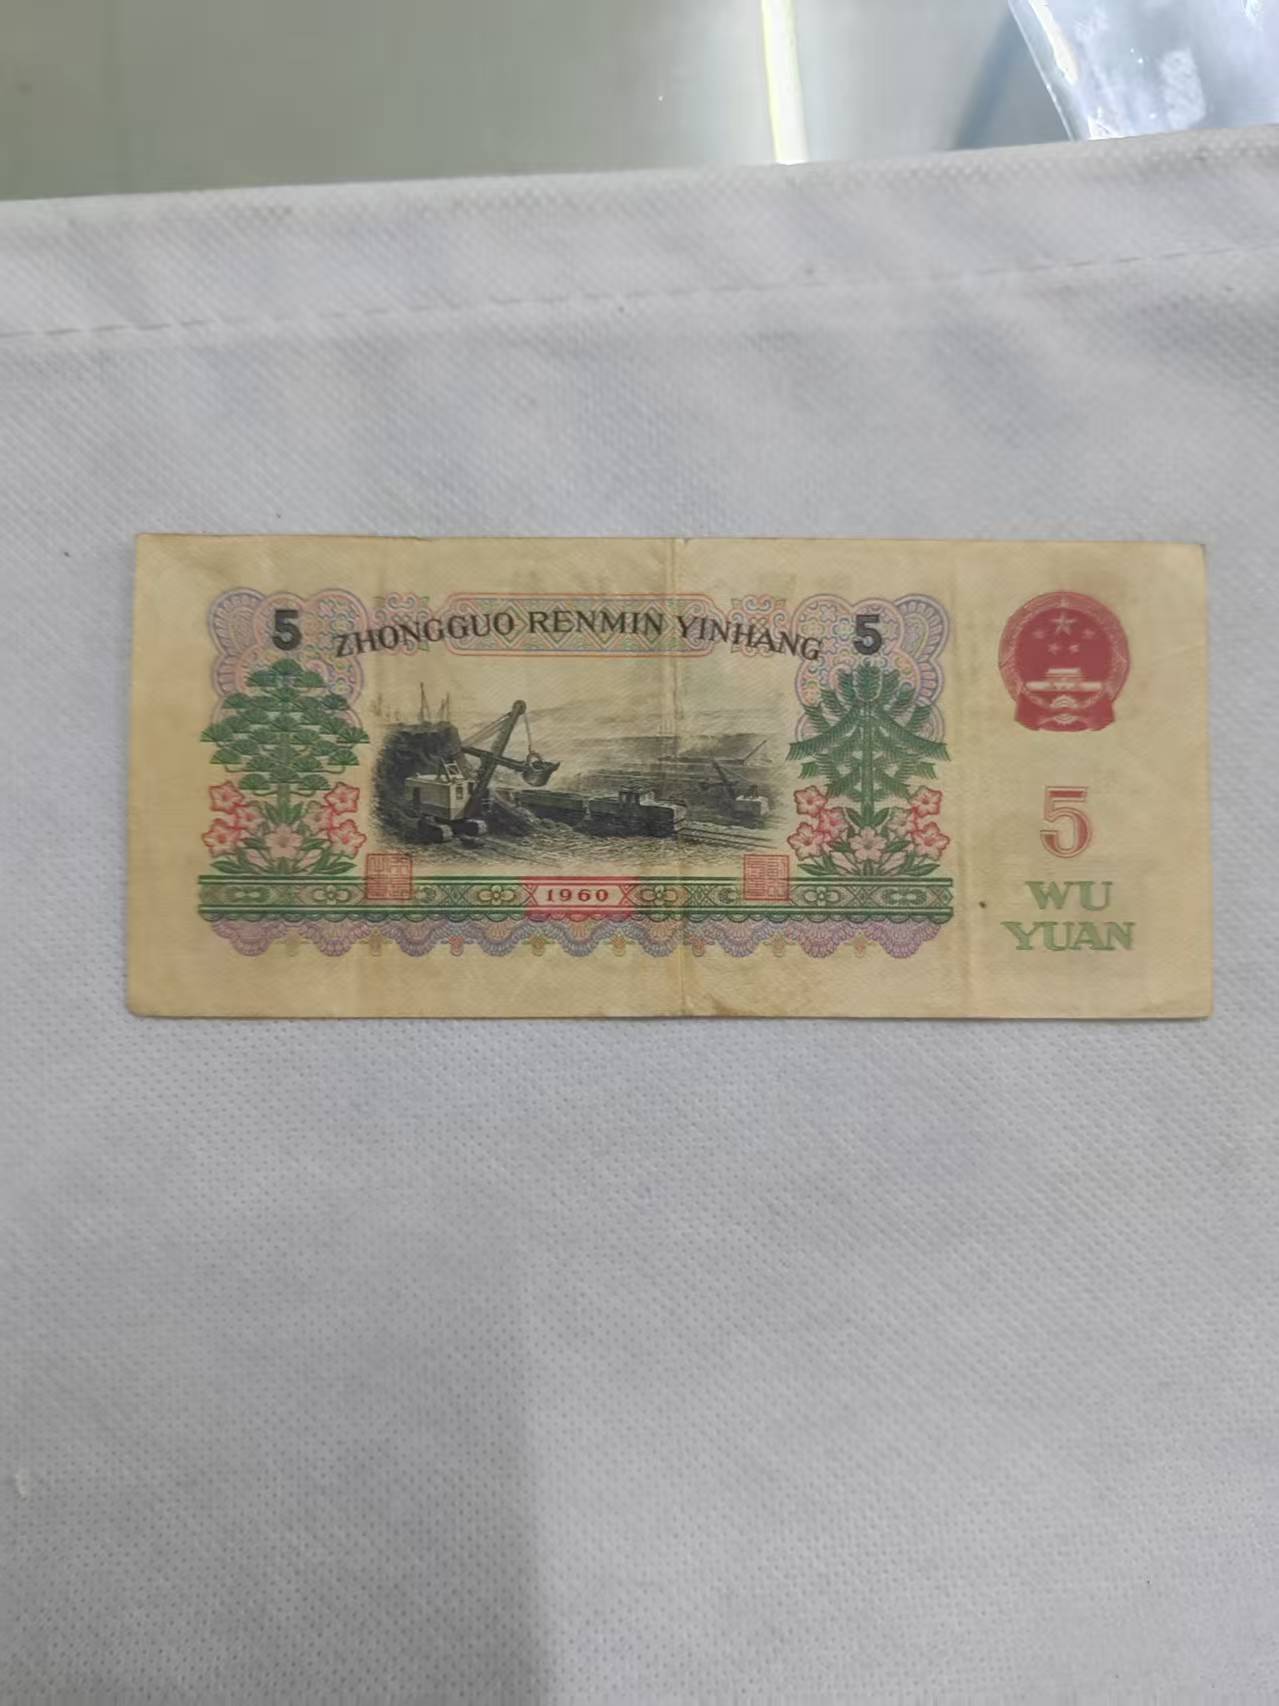 5 ZHONGGUO RENMIN YINHANG 5
1960
5
WU
YUAN